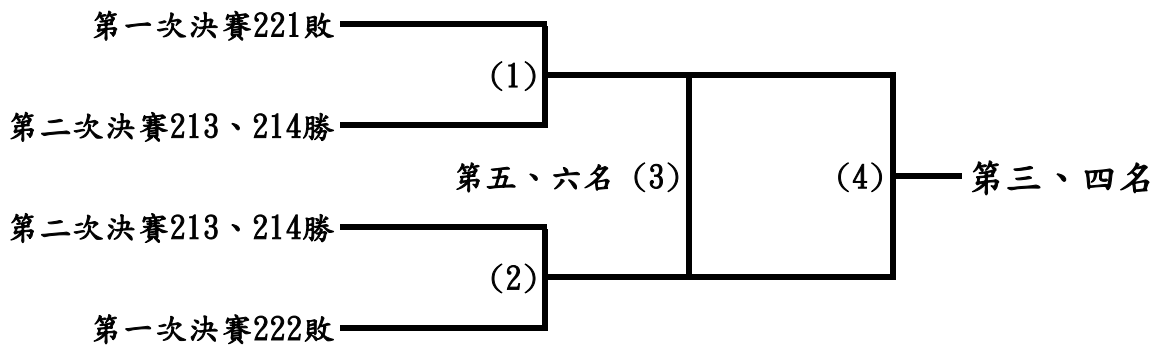 第一次決賽221敗
(1)
第二次決賽213、214勝
第五、六名 (3)
(4)
第三、四名
第二次決賽213、214勝
(2)
第一次決賽222敗